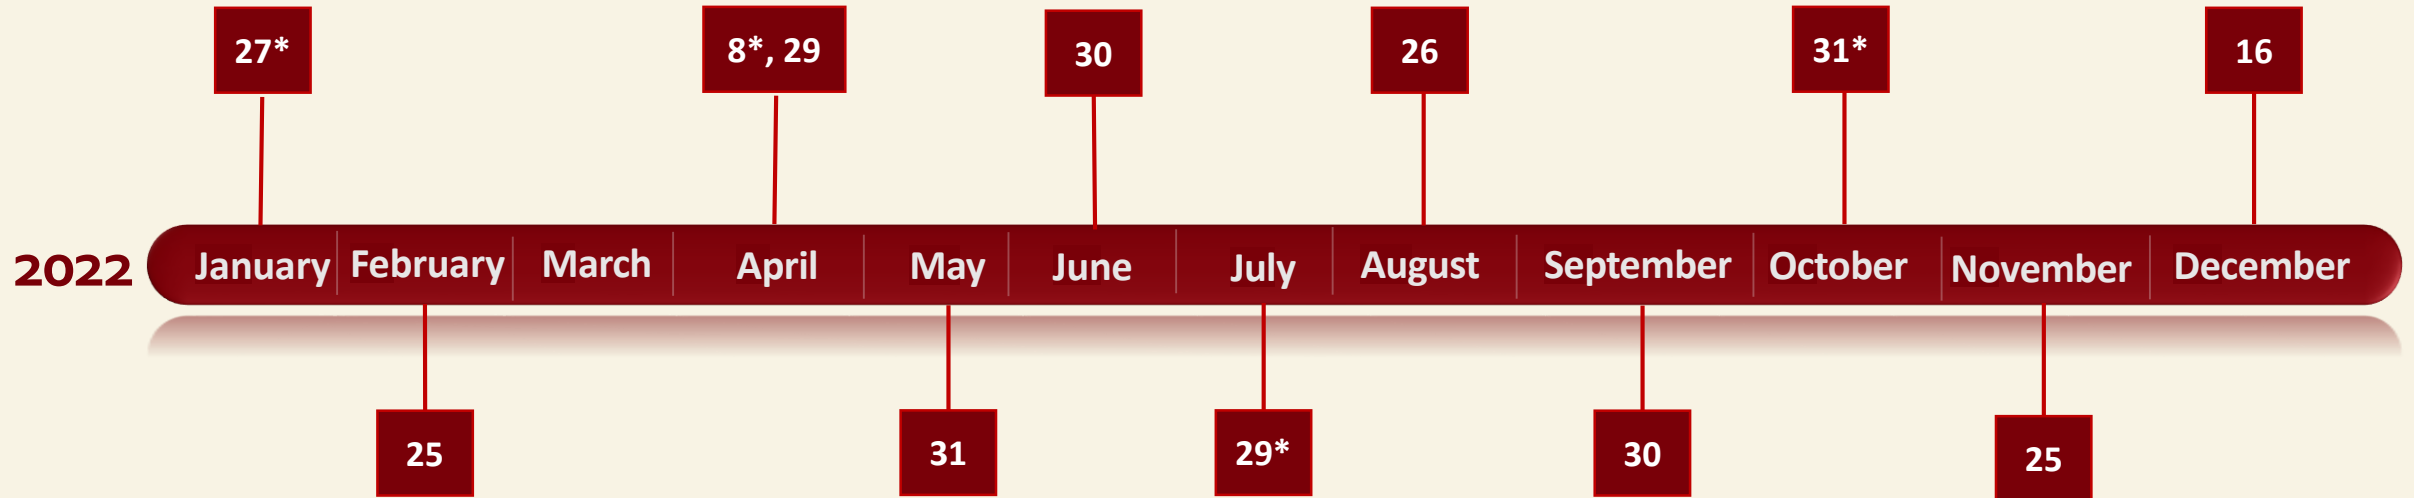 27*
8*, 29
30
26
31*
16
2022
January
February
March
April
May
June
July
August
September
October
November
December
25
31
29*
30
25